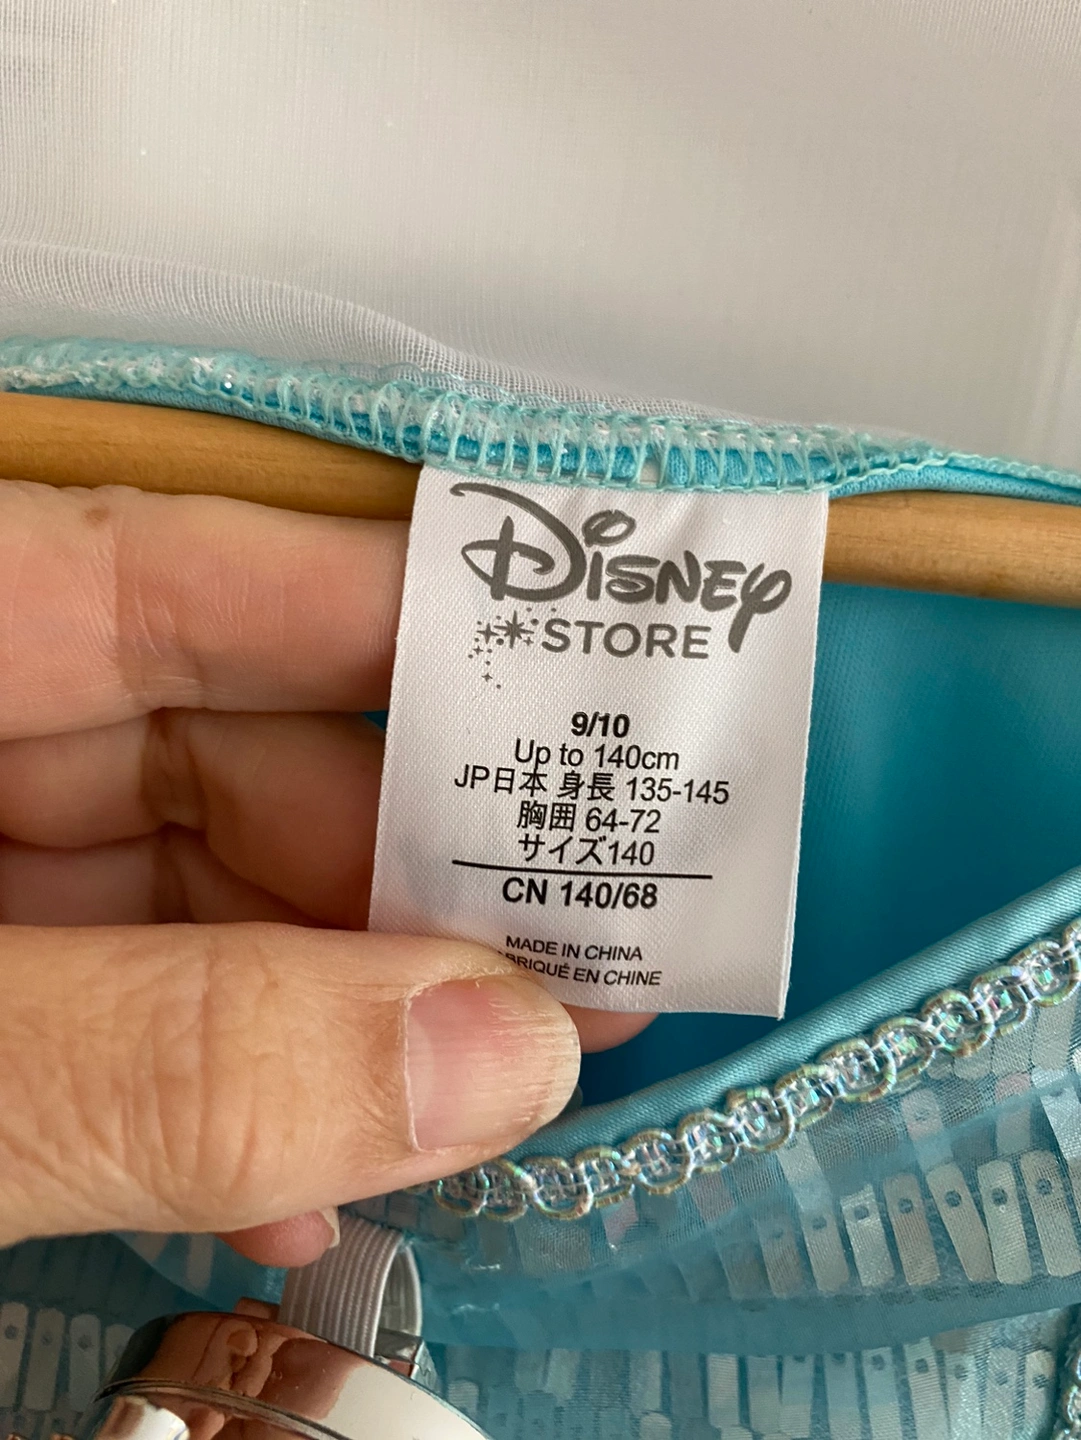 Disney
STORE
9/10
Up to 140cm
JP日本 身長 135-145
胸囲 64-72
サイズ140
CN 140/68
MADE IN CHINA
EN CHINE